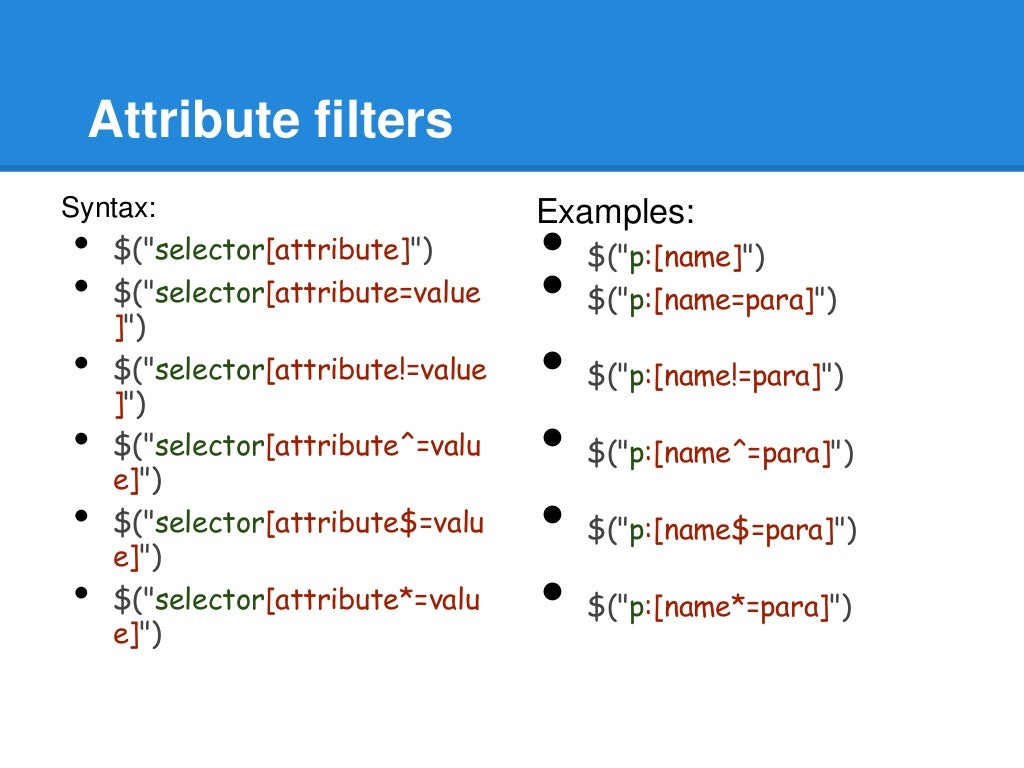 Attribute filters
Syntax:
• $("selector[attribute]")
• $("selector[attribute=value
]")
• $("selector[attribute!=value
]")
• $("selector[attribute^=valu
e]")
• $("selector[attribute$=valu
e]")
• $("selector[attribute*=valu
e]")
Examples:
• $("p:[name]")
• $("p:[name=para]")
• $("p:[name!=para]")
• $("p:[name^=para]")
• $("p:[name$=para]")
• $("p:[name*=para]")